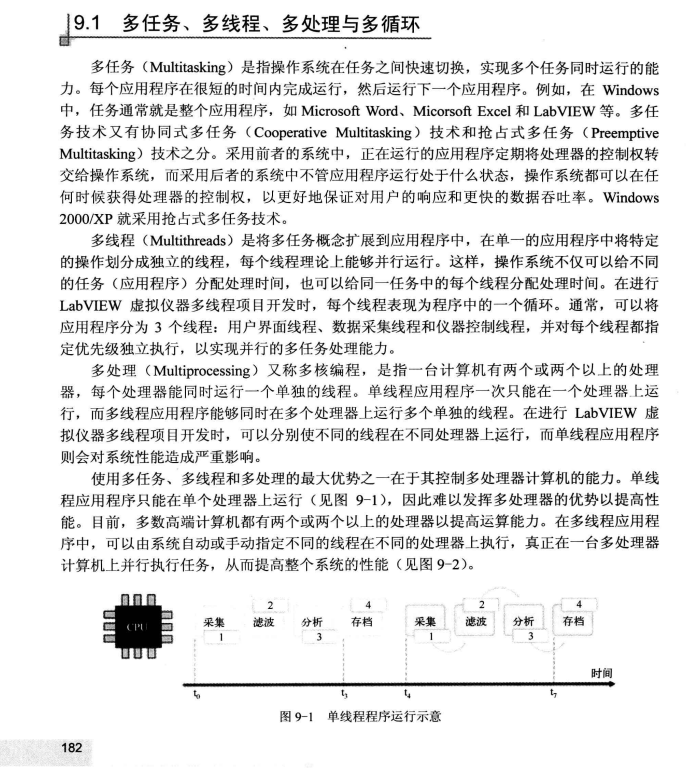 9.1 多任务、多线程、多处理与多循环
多任务（Multitasking）是指操作系统在任务之间快速切换，实现多个任务同时运行的能
力。每个应用程序在很短的时间内完成运行，然后运行下一个应用程序。例如，在 Windows
中，任务通常就是整个应用程序，如 Microsoft Word、Micorsoft Excel 和 LabVIEW 等。多任
务技术又有协同式多任务（Cooperative Multitasking）技术和抢占式多任务（Preemptive
Multitasking）技术之分。采用前者的系统中，正在运行的应用程序定期将处理器的控制权转
交给操作系统，而采用后者的系统中不管应用程序运行处于什么状态，操作系统都可以在任
何时候获得处理器的控制权，以更好地保证对用户的响应和更快的数据吞吐率。Windows
2000/XP 就采用抢占式多任务技术。
多线程（Multithreads）是将多任务概念扩展到应用程序中，在单一的应用程序中将特定
的操作划分成独立的线程，每个线程理论上能够并行运行。这样，操作系统不仅可以给不同
的任务（应用程序）分配处理时间，也可以给同一任务中的每个线程分配处理时间。在进行
LabVIEW 虚拟仪器多线程项目开发时，每个线程表现为程序中的一个循环。通常，可以将
应用程序分为 3 个线程：用户界面线程、数据采集线程和仪器控制线程，并对每个线程都指
定优先级独立执行，以实现并行的多任务处理能力。
多处理（Multiprocessing）又称多核编程，是指一台计算机有两个或两个以上的处理
器，每个处理器能同时运行一个单独的线程。单线程应用程序一次只能在一个处理器上运
行，而多线程应用程序能够同时在多个处理器上运行多个单独的线程。在进行 LabVIEW 虚
拟仪器多线程项目开发时，可以分别使不同的线程在不同处理器上运行，而单线程应用程序
则会对系统性能造成严重影响。
使用多任务、多线程和多处理的最大优势之一在于其控制多处理器计算机的能力。单线
程应用程序只能在单个处理器上运行（见图 9-1），因此难以发挥多处理器的优势以提高性
能。目前，多数高端计算机都有两个或两个以上的处理器以提高运算能力。在多线程应用程
序中，可以由系统自动或手动指定不同的线程在不同的处理器上执行，真正在一台多处理器
计算机上并行执行任务，从而提高整个系统的性能（见图 9-2）。
2 4 2 4
CPU 采集 滤波 分析 存档 采集 滤波 分析 存档
1 3 1 3
时间
t0 t3 t4 t7
图 9-1 单线程程序运行示意
182